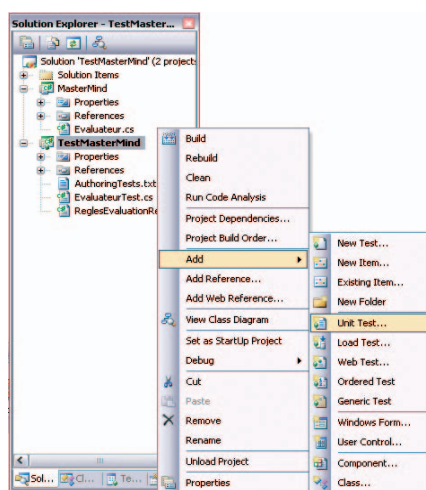 Solution Explorer - TestMaster...
Solution 'TestMasterMind' (2 project
Solution Items
MasterMind
Properties
References
Evaluateur.cs
TestMasterMind
Properties
References
AuthoringTests.txt
EvaluateurTest.cs
ReglesEvaluationRe
Build
Rebuild
Clean
Run Code Analysis
Project Dependencies...
Project Build Order...
Add
Add Reference...
Add Web Reference...
View Class Diagram
Set as StartUp Project
Debug
Cut
Paste
Remove
Rename
Unload Project
Properties
New Test...
New Item...
Existing Item...
New Folder
Unit Test...
Load Test...
Web Test...
Ordered Test
Generic Test
Windows Form...
User Control...
Component...
Class...
Sol...
Cl...
Te...